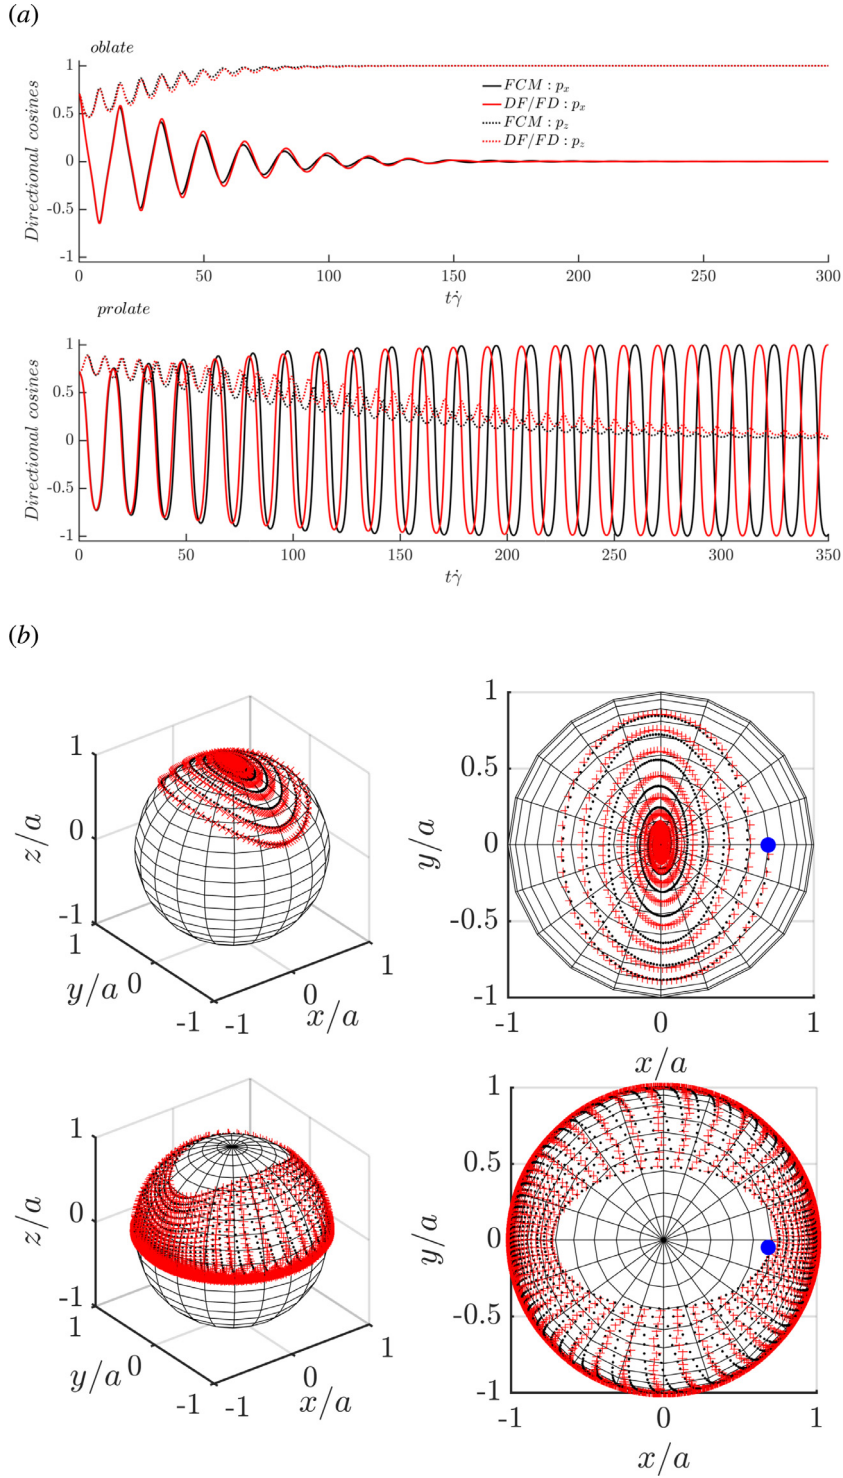 (a)
oblate
Directional cosines
1
0.5
0
-0.5
-1
FCM : pₓ
DF/FD : pₓ
FCM : p_z
DF/FD : p_z
0 50 100 150 200 250 300
tγ̇
prolate
Directional cosines
1
0.5
0
-0.5
-1
0 50 100 150 200 250 300 350
tγ̇
(b)
z/a
1
0
-1
1
y/a 0
-1
-1
0
x/a
1
y/a
1
0.5
0
-0.5
-1
-1 0 1
x/a
z/a
1
0
-1
1
y/a 0
-1
-1
0
x/a
1
y/a
1
0.5
0
-0.5
-1
-1 0 1
x/a